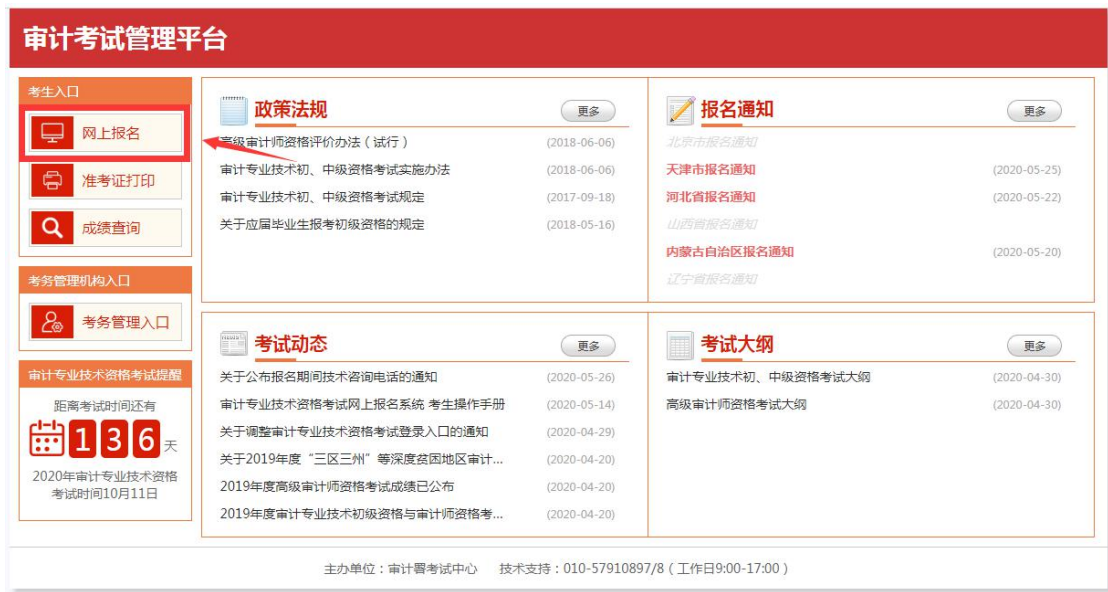 审计考试管理平台
考生入口
网上报名
准考证打印
成绩查询
考务管理机构入口
考务管理入口
审计专业技术资格考试提醒
距离考试时间还有
136天
2020年审计专业技术资格
考试时间10月11日
政策法规 更多
高级审计师资格评价办法（试行） (2018-06-06)
审计专业技术初、中级资格考试实施办法 (2018-06-06)
审计专业技术初、中级资格考试规定 (2017-09-18)
关于应届毕业生报考初级资格的规定 (2018-05-16)
报名通知 更多
北京市报名通知
天津市报名通知 (2020-05-25)
河北省报名通知 (2020-05-22)
山西省报名通知
内蒙古自治区报名通知 (2020-05-20)
辽宁省报名通知
考试动态 更多
关于公布报名期间技术咨询电话的通知 (2020-05-26)
审计专业技术资格考试网上报名系统 考生操作手册 (2020-05-14)
关于调整审计专业技术资格考试登录入口的通知 (2020-04-29)
关于2019年度“三区三州”等深度贫困地区审计... (2020-04-20)
2019年度高级审计师资格考试成绩已公布 (2020-04-20)
2019年度审计专业技术初级资格与审计师资格考... (2020-04-20)
考试大纲 更多
审计专业技术初、中级资格考试大纲 (2020-04-30)
高级审计师资格考试大纲 (2020-04-30)
主办单位：审计署考试中心 技术支持：010-57910897/8（工作日9:00-17:00）